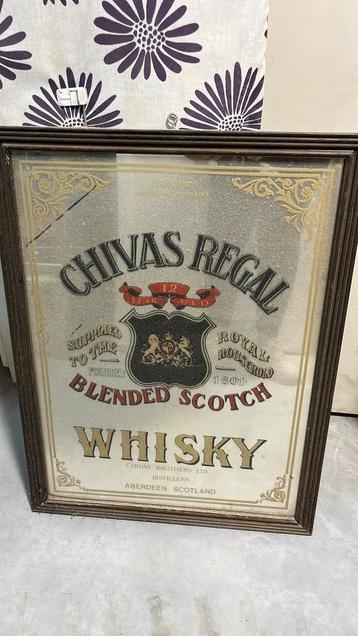 CHIVAS REGAL
12
YEAR OLD
SUPPLIED
TO THE
ROYAL
HOUSEHOLD
FOUNDED
1801
BLENDED SCOTCH
WHISKY
CHIVAS BROTHERS LTD
DISTILLERS
ABERDEEN SCOTLAND